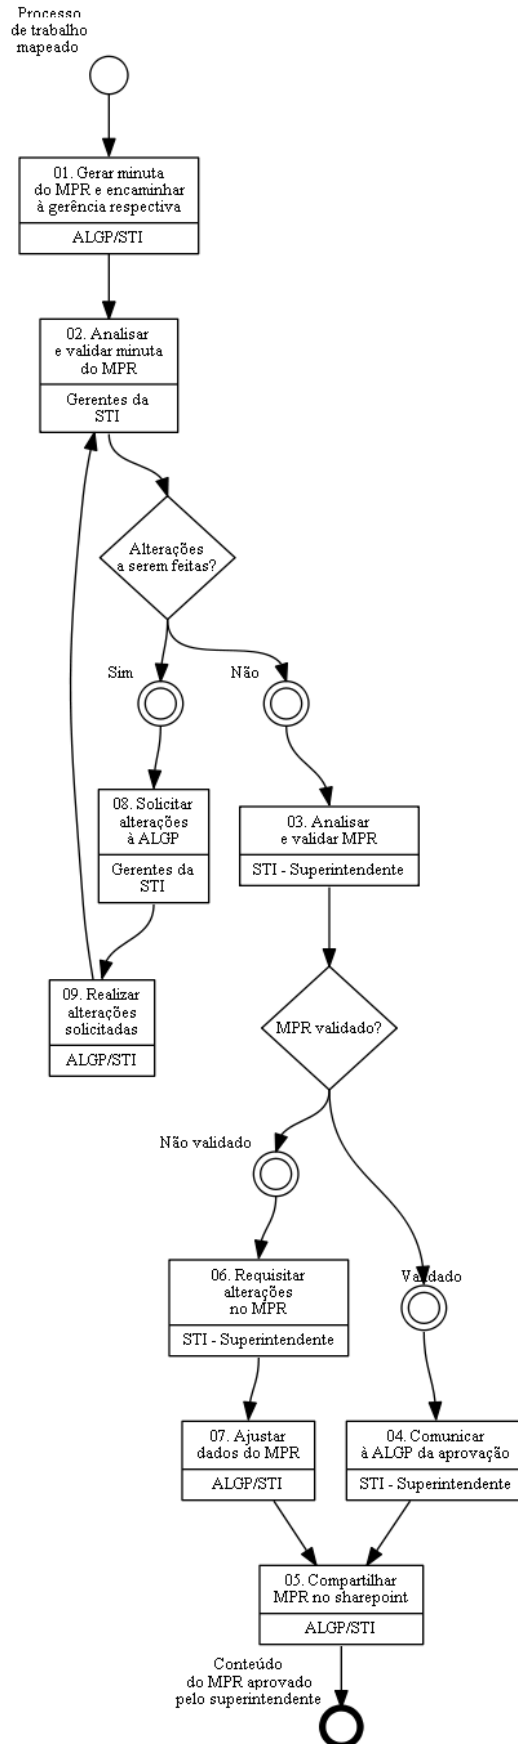 Processo
de trabalho
mapeado
01. Gerar minuta
do MPR e encaminhar
à gerência respectiva
ALGP/STI
02. Analisar
e validar minuta
do MPR
Gerentes da
STI
Alterações
a serem feitas?
Sim
Não
08. Solicitar
alterações
à ALGP
Gerentes da
STI
03. Analisar
e validar MPR
STI - Superintendente
09. Realizar
alterações
solicitadas
ALGP/STI
MPR validado?
Não validado
Validado
06. Requisitar
alterações
no MPR
STI - Superintendente
07. Ajustar
dados do MPR
ALGP/STI
04. Comunicar
à ALGP da aprovação
STI - Superintendente
05. Compartilhar
MPR no sharepoint
ALGP/STI
Conteúdo
do MPR aprovado
pelo superintendente